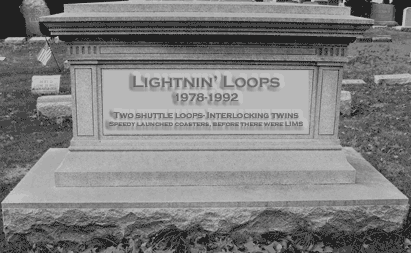 LIGHTNIN' LOOPS
1978-1992
TWO SHUTTLE LOOPS-INTERLOCKING TWINS
SPEEDY LAUNCHED COASTERS, BEFORE THERE WERE LIMS